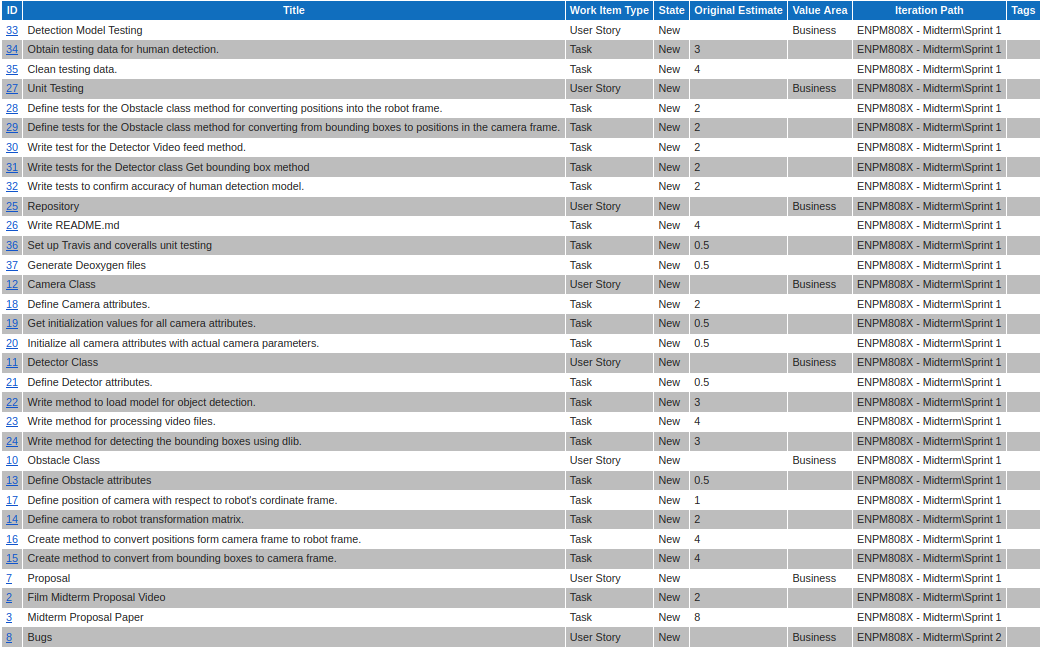 ID Title Work Item Type State Original Estimate Value Area Iteration Path Tags
33 Detection Model Testing User Story New Business ENPM808X - Midterm\Sprint 1
34 Obtain testing data for human detection. Task New 3 ENPM808X - Midterm\Sprint 1
35 Clean testing data. Task New 4 ENPM808X - Midterm\Sprint 1
27 Unit Testing User Story New Business ENPM808X - Midterm\Sprint 1
28 Define tests for the Obstacle class method for converting positions into the robot frame. Task New 2 ENPM808X - Midterm\Sprint 1
29 Define tests for the Obstacle class method for converting from bounding boxes to positions in the camera frame. Task New 2 ENPM808X - Midterm\Sprint 1
30 Write test for the Detector Video feed method. Task New 2 ENPM808X - Midterm\Sprint 1
31 Write tests for the Detector class Get bounding box method Task New 2 ENPM808X - Midterm\Sprint 1
32 Write tests to confirm accuracy of human detection model. Task New 2 ENPM808X - Midterm\Sprint 1
25 Repository User Story New Business ENPM808X - Midterm\Sprint 1
26 Write README.md Task New 4 ENPM808X - Midterm\Sprint 1
36 Set up Travis and coveralls unit testing Task New 0.5 ENPM808X - Midterm\Sprint 1
37 Generate Deoxygen files Task New 0.5 ENPM808X - Midterm\Sprint 1
12 Camera Class User Story New Business ENPM808X - Midterm\Sprint 1
18 Define Camera attributes. Task New 2 ENPM808X - Midterm\Sprint 1
19 Get initialization values for all camera attributes. Task New 0.5 ENPM808X - Midterm\Sprint 1
20 Initialize all camera attributes with actual camera parameters. Task New 0.5 ENPM808X - Midterm\Sprint 1
11 Detector Class User Story New Business ENPM808X - Midterm\Sprint 1
21 Define Detector attributes. Task New 0.5 ENPM808X - Midterm\Sprint 1
22 Write method to load model for object detection. Task New 3 ENPM808X - Midterm\Sprint 1
23 Write method for processing video files. Task New 4 ENPM808X - Midterm\Sprint 1
24 Write method for detecting the bounding boxes using dlib. Task New 3 ENPM808X - Midterm\Sprint 1
10 Obstacle Class User Story New Business ENPM808X - Midterm\Sprint 1
13 Define Obstacle attributes Task New 0.5 ENPM808X - Midterm\Sprint 1
17 Define position of camera with respect to robot's cordinate frame. Task New 1 ENPM808X - Midterm\Sprint 1
14 Define camera to robot transformation matrix. Task New 2 ENPM808X - Midterm\Sprint 1
16 Create method to convert positions form camera frame to robot frame. Task New 4 ENPM808X - Midterm\Sprint 1
15 Create method to convert from bounding boxes to camera frame. Task New 4 ENPM808X - Midterm\Sprint 1
7 Proposal User Story New Business ENPM808X - Midterm\Sprint 1
2 Film Midterm Proposal Video Task New 2 ENPM808X - Midterm\Sprint 1
3 Midterm Proposal Paper Task New 8 ENPM808X - Midterm\Sprint 1
8 Bugs User Story New Business ENPM808X - Midterm\Sprint 2